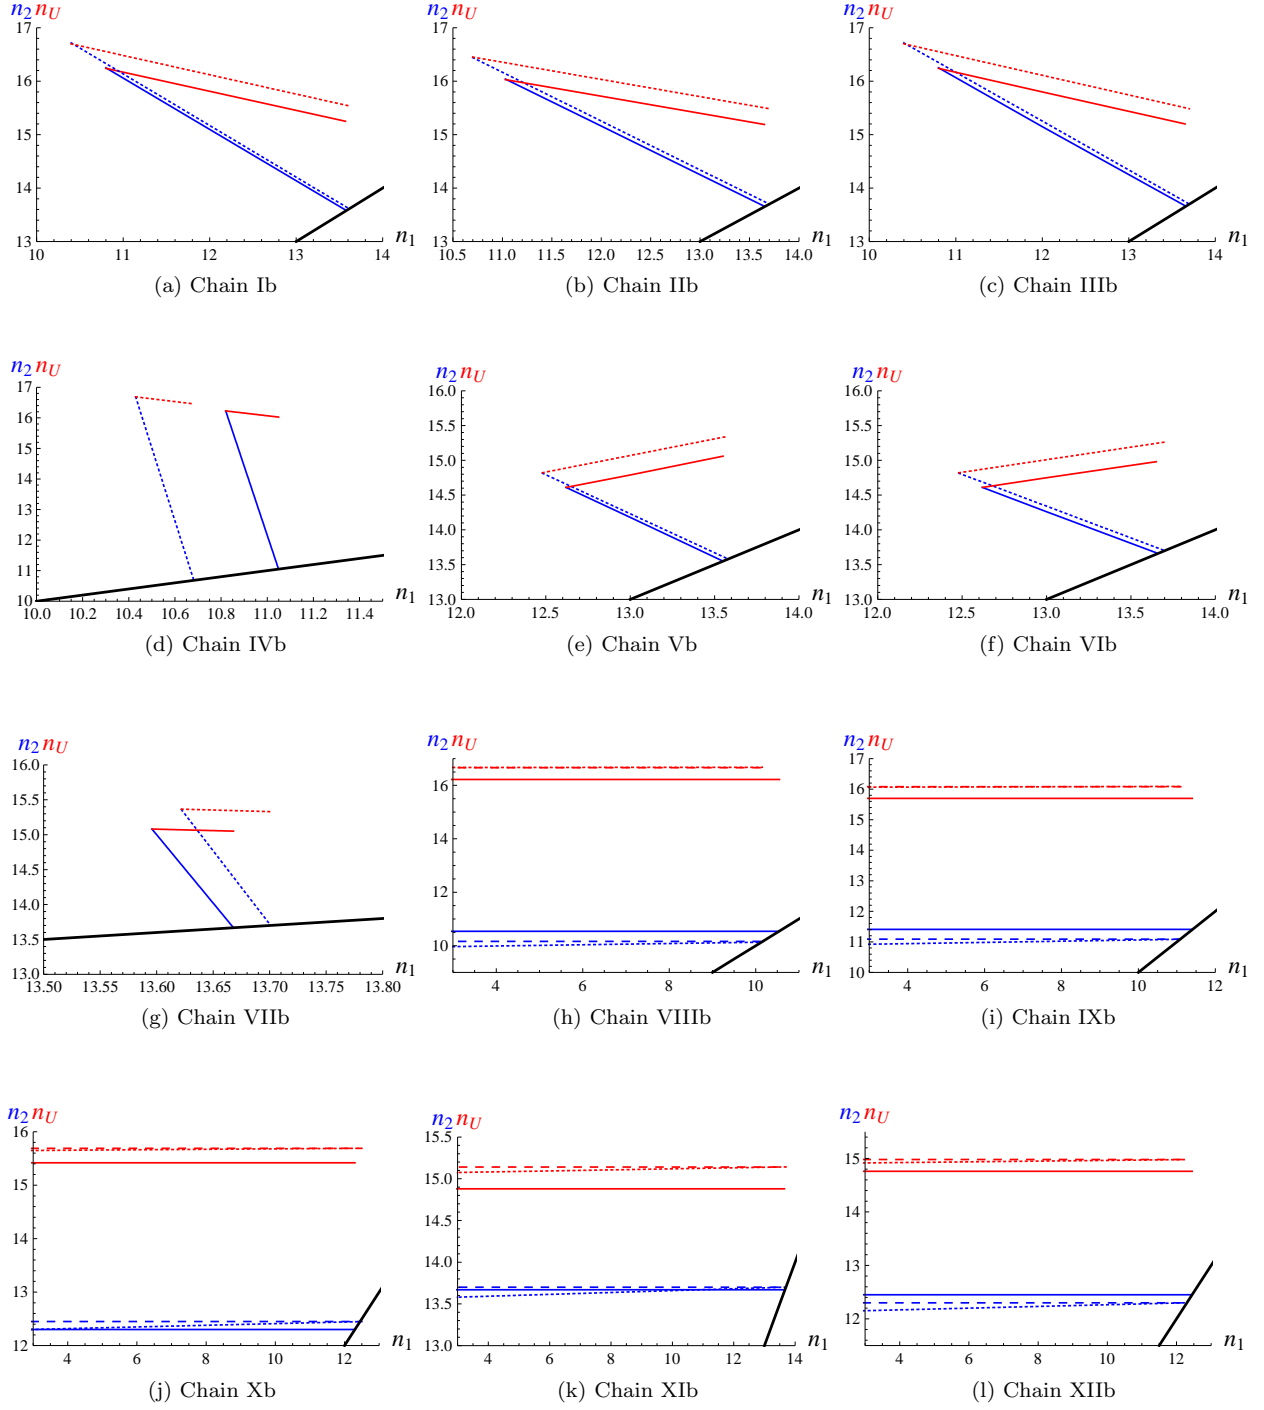 n2 nU
n2 nU
n2 nU
17
16
15
14
13
10 11 12 13 14
n1
17
16
15
14
13
10.5 11.0 11.5 12.0 12.5 13.0 13.5 14.0
n1
17
16
15
14
13
10 11 12 13 14
n1
(a) Chain Ib
(b) Chain IIb
(c) Chain IIIb
n2 nU
n2 nU
n2 nU
17
16
15
14
13
12
11
10
10.0 10.2 10.4 10.6 10.8 11.0 11.2 11.4
n1
16.0
15.5
15.0
14.5
14.0
13.5
13.0
12.0 12.5 13.0 13.5 14.0
n1
16.0
15.5
15.0
14.5
14.0
13.5
13.0
12.0 12.5 13.0 13.5 14.0
n1
(d) Chain IVb
(e) Chain Vb
(f) Chain VIb
n2 nU
n2 nU
n2 nU
16.0
15.5
15.0
14.5
14.0
13.5
13.0
13.50 13.55 13.60 13.65 13.70 13.75 13.80
n1
16
14
12
10
4 6 8 10
n1
17
16
15
14
13
12
11
10
4 6 8 10 12
n1
(g) Chain VIIb
(h) Chain VIIIb
(i) Chain IXb
n2 nU
n2 nU
n2 nU
16
15
14
13
12
4 6 8 10 12
n1
15.5
15.0
14.5
14.0
13.5
13.0
4 6 8 10 12 14
n1
15
14
13
12
4 6 8 10 12
n1
(j) Chain Xb
(k) Chain XIb
(l) Chain XIIb